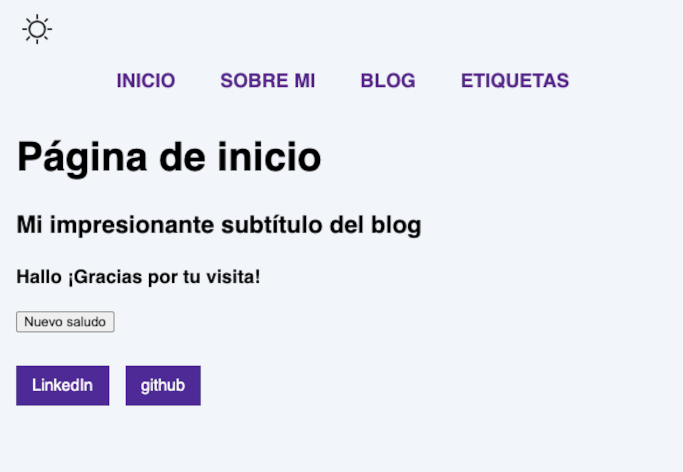 INICIO SOBRE MI BLOG ETIQUETAS
Página de inicio
Mi impresionante subtítulo del blog
Hallo ¡Gracias por tu visita!
Nuevo saludo
LinkedIn github